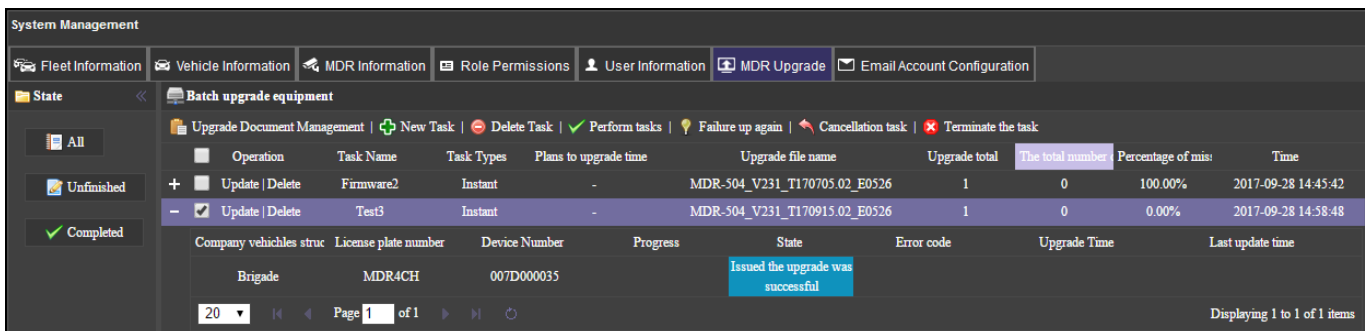 System Management
Fleet Information Vehicle Information MDR Information Role Permissions User Information MDR Upgrade Email Account Configuration
State Batch upgrade equipment
Upgrade Document Management | New Task | Delete Task | Perform tasks | Failure up again | Cancellation task | Terminate the task
All
Operation Task Name Task Types Plans to upgrade time Upgrade file name Upgrade total The total number Percentage of mis Time
Unfinished Update | Delete Firmware2 Instant - MDR-504_V231_T170705.02_E0526 1 0 100.00% 2017-09-28 14:45:42
Update | Delete Test3 Instant - MDR-504_V231_T170915.02_E0526 1 0 0.00% 2017-09-28 14:58:48
Completed
Company vehichles struc License plate number Device Number Progress State Error code Upgrade Time Last update time
Brigade MDR4CH 007D000035 Issued the upgrade was
successful
20 Page 1 of 1 Displaying 1 to 1 of 1 items